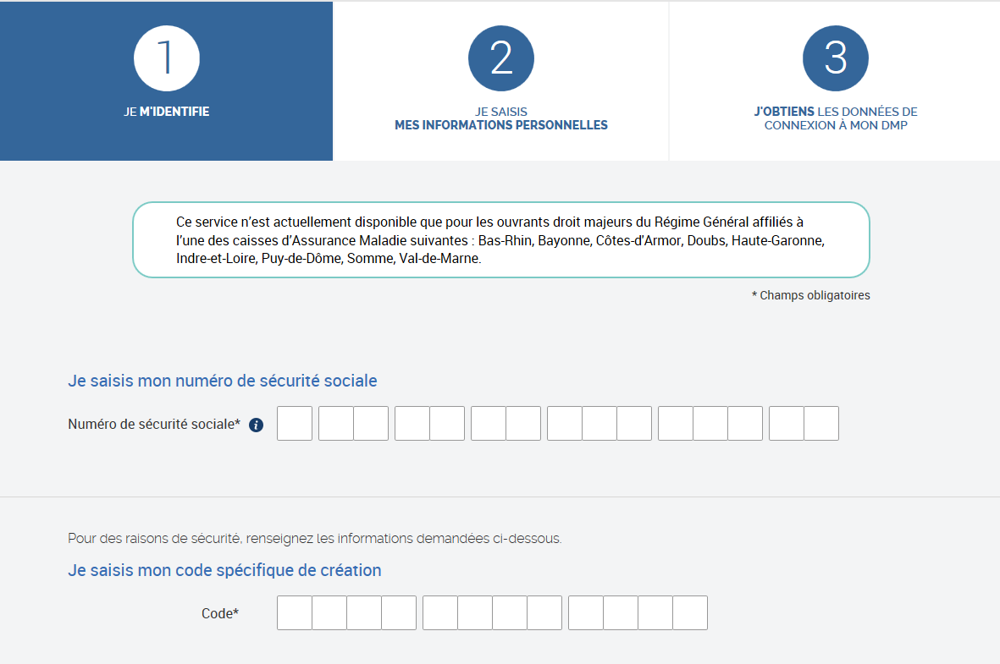 1
JE M'IDENTIFIE
2
JE SAISIS
MES INFORMATIONS PERSONNELLES
3
J'OBTIENS LES DONNÉES DE
CONNEXION À MON DMP
Ce service n’est actuellement disponible que pour les ouvrants droit majeurs du Régime Général affiliés à
l’une des caisses d’Assurance Maladie suivantes : Bas-Rhin, Bayonne, Côtes-d'Armor, Doubs, Haute-Garonne,
Indre-et-Loire, Puy-de-Dôme, Somme, Val-de-Marne.
* Champs obligatoires
Je saisis mon numéro de sécurité sociale
Numéro de sécurité sociale* i
Pour des raisons de sécurité, renseignez les informations demandées ci-dessous.
Je saisis mon code spécifique de création
Code*